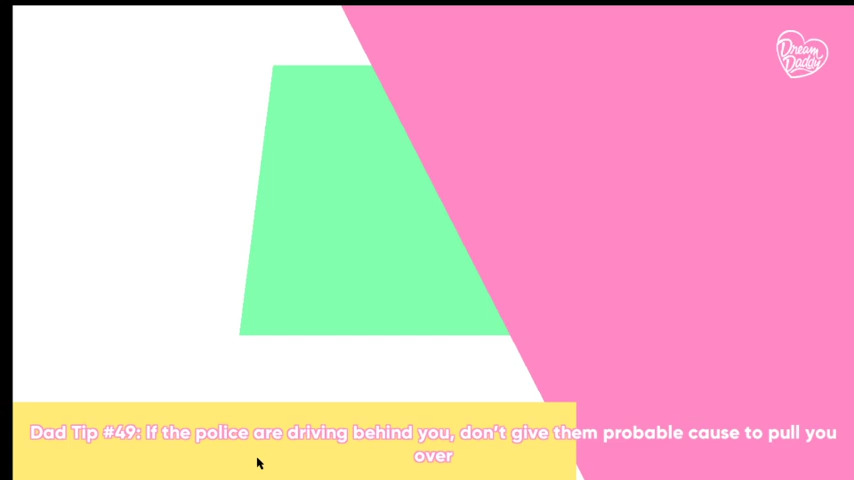 Dream
Daddy
Dad Tip #49: If the police are driving behind you, don't give them probable cause to pull you
over